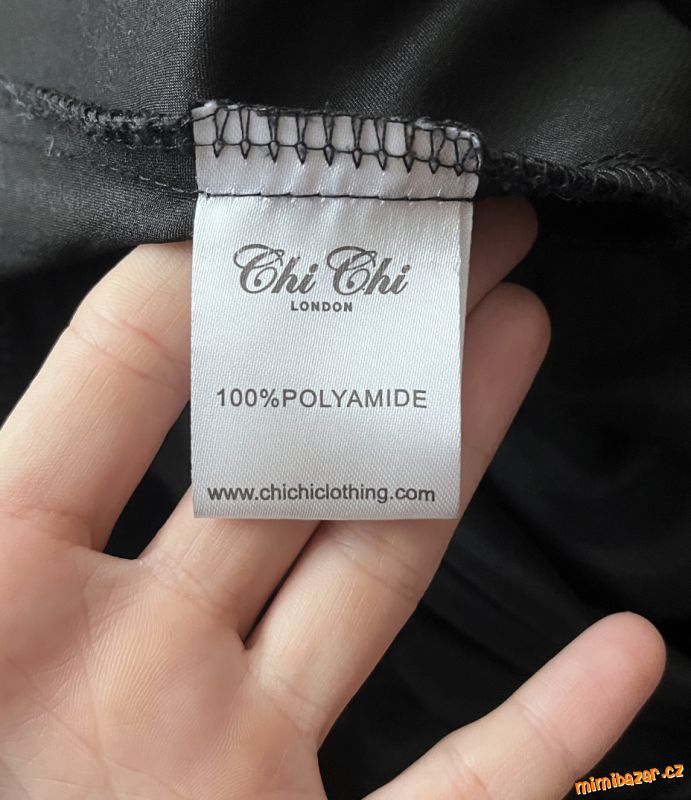 Chi Chi
LONDON
100%POLYAMIDE
www.chichiclothing.com
mimibazar.cz